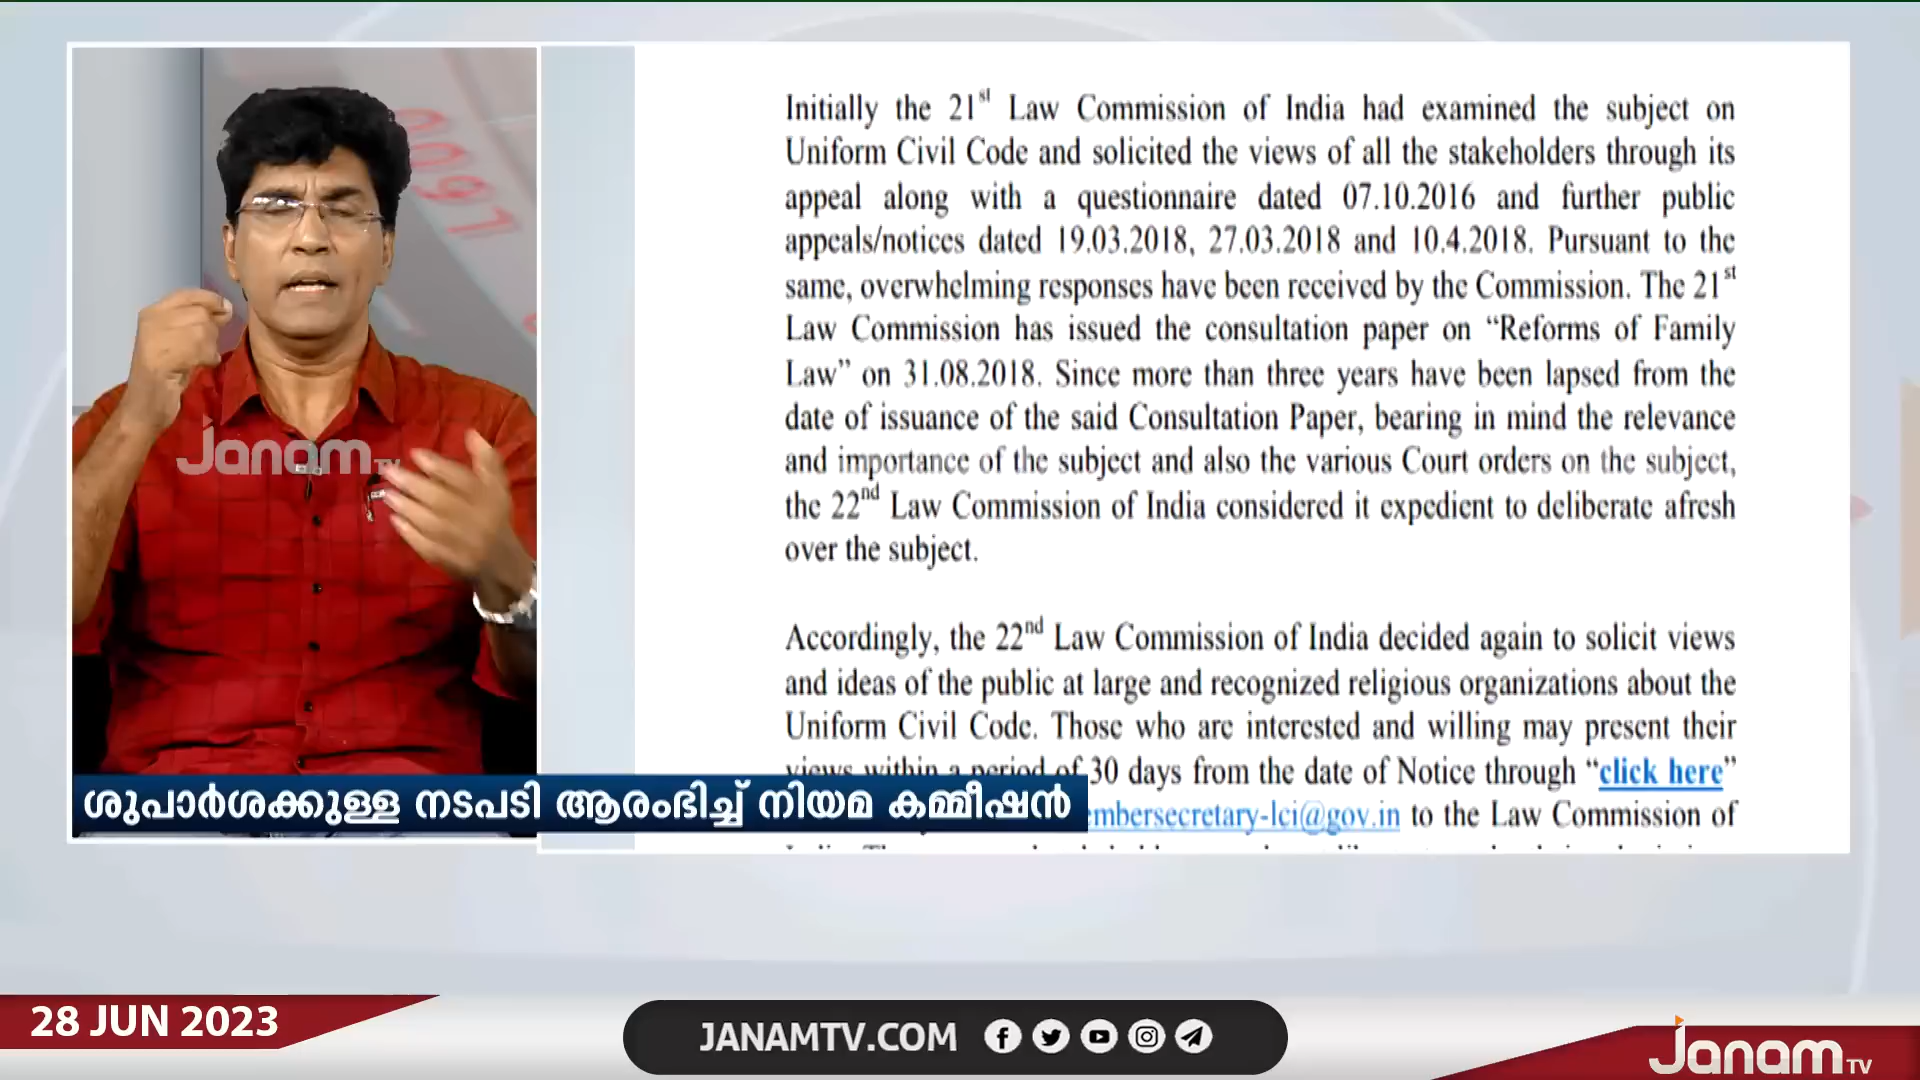 Initially the 21st Law Commission of India had examined the subject on
Uniform Civil Code and solicited the views of all the stakeholders through its
appeal along with a questionnaire dated 07.10.2016 and further public
appeals/notices dated 19.03.2018, 27.03.2018 and 10.4.2018. Pursuant to the
same, overwhelming responses have been received by the Commission. The 21st
Law Commission has issued the consultation paper on “Reforms of Family
Law” on 31.08.2018. Since more than three years have been lapsed from the
date of issuance of the said Consultation Paper, bearing in mind the relevance
and importance of the subject and also the various Court orders on the subject,
the 22nd Law Commission of India considered it expedient to deliberate afresh
over the subject.
Accordingly, the 22nd Law Commission of India decided again to solicit views
and ideas of the public at large and recognized religious organizations about the
Uniform Civil Code. Those who are interested and willing may present their
views within a period of 30 days from the date of Notice through “click here”
embersecretary-lci@gov.in to the Law Commission of
Janam TV
ശുപാർശക്കുള്ള നടപടി ആരംഭിച്ച് നിയമ കമ്മീഷൻ
28 JUN 2023
JANAMTV.COM
Janam TV